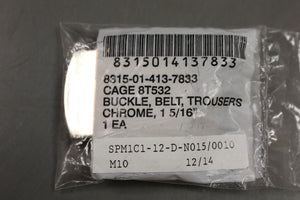 8315014137833
8315-01-413-7833
CAGE 8T532
BUCKLE, BELT, TROUSERS
CHROME, 1 5/16"
1 EA
SPM1C1-12-D-N015/0010
M10 12/14